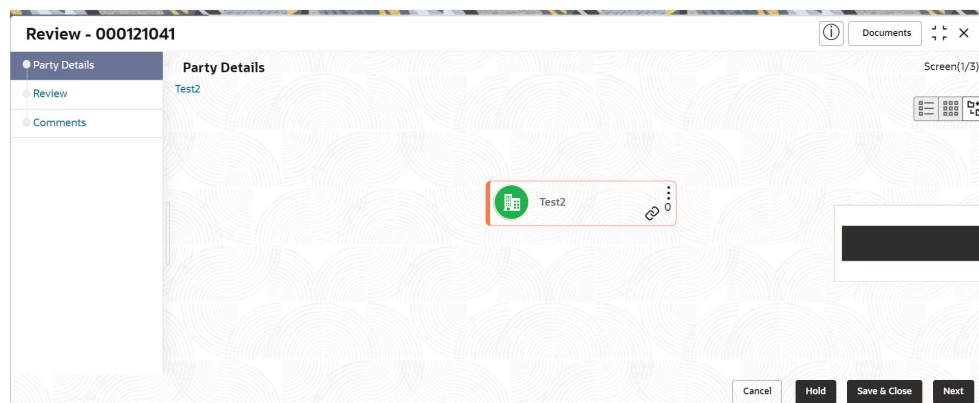 Review - 000121041
Documents
Party Details
Review
Comments
Party Details
Screen(1/3)
Test2
Test2
0
Cancel
Hold
Save & Close
Next